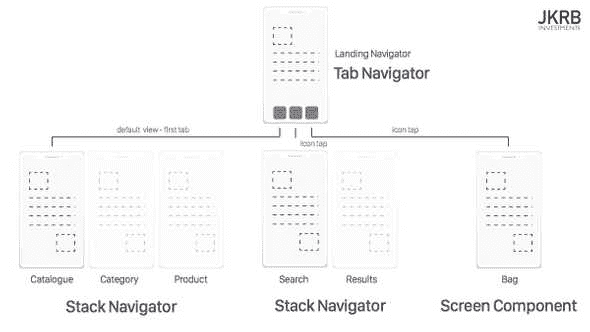 JKRB
INVESTMENTS
Landing Navigator
Tab Navigator
default view - first tab
icon tap
icon tap
Catalogue
Category
Product
Search
Results
Bag
Stack Navigator
Stack Navigator
Screen Component